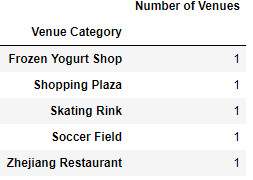 Number of Venues
Venue Category
Frozen Yogurt Shop 1
Shopping Plaza 1
Skating Rink 1
Soccer Field 1
Zhejiang Restaurant 1